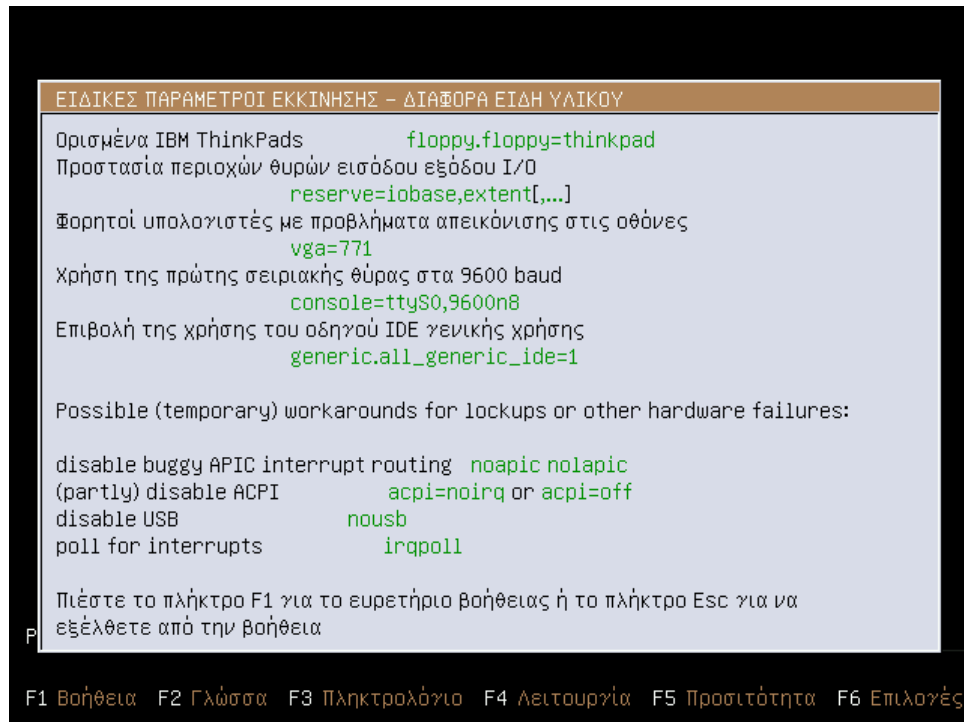 ΕΙΔΙΚΕΣ ΠΑΡΑΜΕΤΡΟΙ ΕΚΚΙΝΗΣΗΣ – ΔΙΑΦΟΡΑ ΕΙΔΗ ΥΛΙΚΟΥ
Ορισμένα IBM ThinkPads floppy.floppy=thinkpad
Προστασία περιοχών θυρών εισόδου εξόδου I/O
reserve=iobase,extent[,...]
Φορητοί υπολογιστές με προβλήματα απεικόνισης στις οθόνες
vga=771
Χρήση της πρώτης σειριακής θύρας στα 9600 baud
console=ttyS0,9600n8
Επιβολή της χρήσης του οδηγού IDE γενικής χρήσης
generic.all_generic_ide=1
Possible (temporary) workarounds for lockups or other hardware failures:
disable buggy APIC interrupt routing noapic nolapic
(partly) disable ACPI acpi=noirq or acpi=off
disable USB nousb
poll for interrupts irqpoll
Πιέστε το πλήκτρο F1 για το ευρετήριο βοήθειας ή το πλήκτρο Esc για να
εξέλθετε από την βοήθεια
F1 Βοήθεια F2 Γλώσσα F3 Πληκτρολόγιο F4 Λειτουργία F5 Προσιτότητα F6 Επιλογές